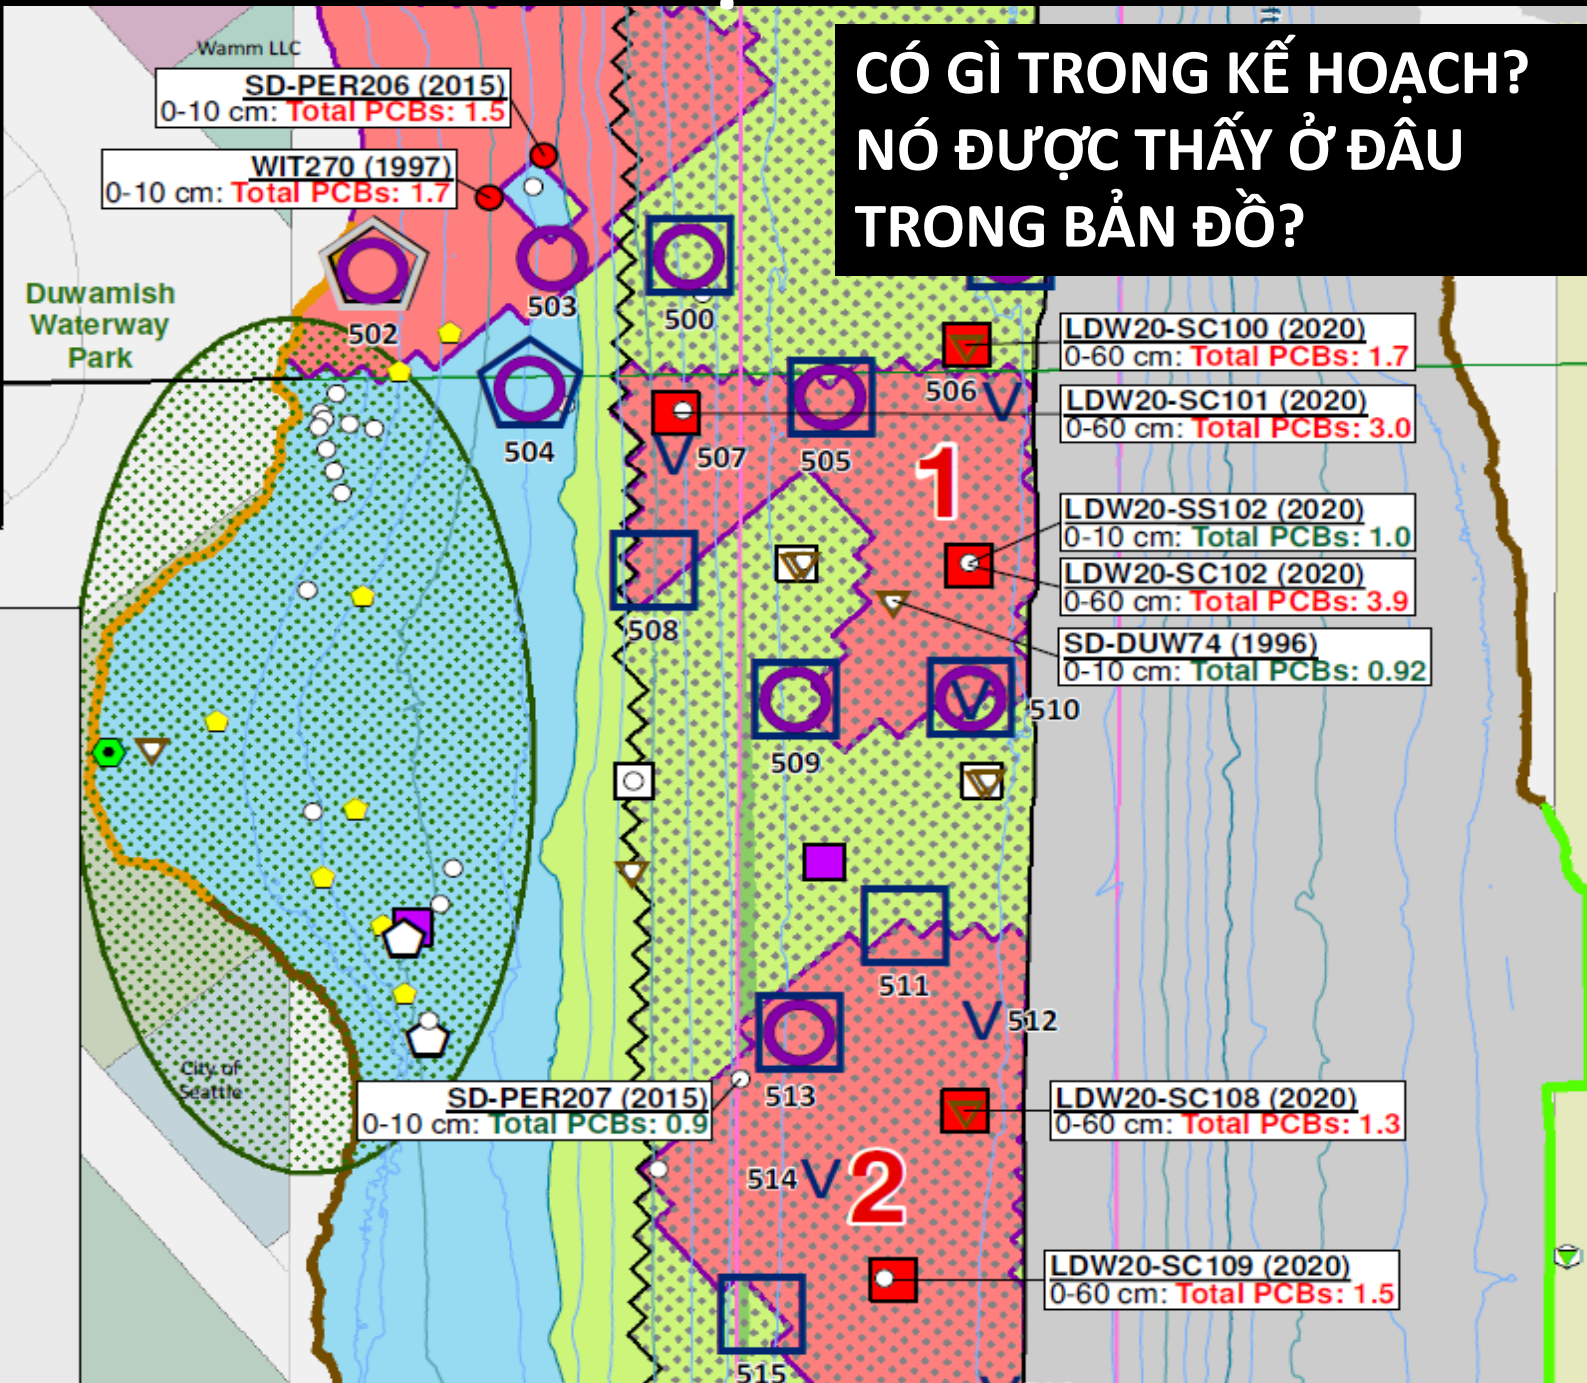 CÓ GÌ TRONG KẾ HOẠCH?
NÓ ĐƯỢC THẤY Ở ĐÂU
TRONG BẢN ĐỒ?
Wamm LLC
SD-PER206 (2015)
0-10 cm: Total PCBs: 1.5
WIT270 (1997)
0-10 cm: Total PCBs: 1.7
Duwamish
Waterway
Park
502
503
500
504
LDW20-SC100 (2020)
0-60 cm: Total PCBs: 1.7
506
V
LDW20-SC101 (2020)
0-60 cm: Total PCBs: 3.0
V
507
505
1
LDW20-SS102 (2020)
0-10 cm: Total PCBs: 1.0
LDW20-SC102 (2020)
0-60 cm: Total PCBs: 3.9
508
SD-DUW74 (1996)
0-10 cm: Total PCBs: 0.92
V
510
509
511
V 512
City of
Seattle
SD-PER207 (2015)
0-10 cm: Total PCBs: 0.9
513
LDW20-SC108 (2020)
0-60 cm: Total PCBs: 1.3
514 V
2
LDW20-SC109 (2020)
0-60 cm: Total PCBs: 1.5
515